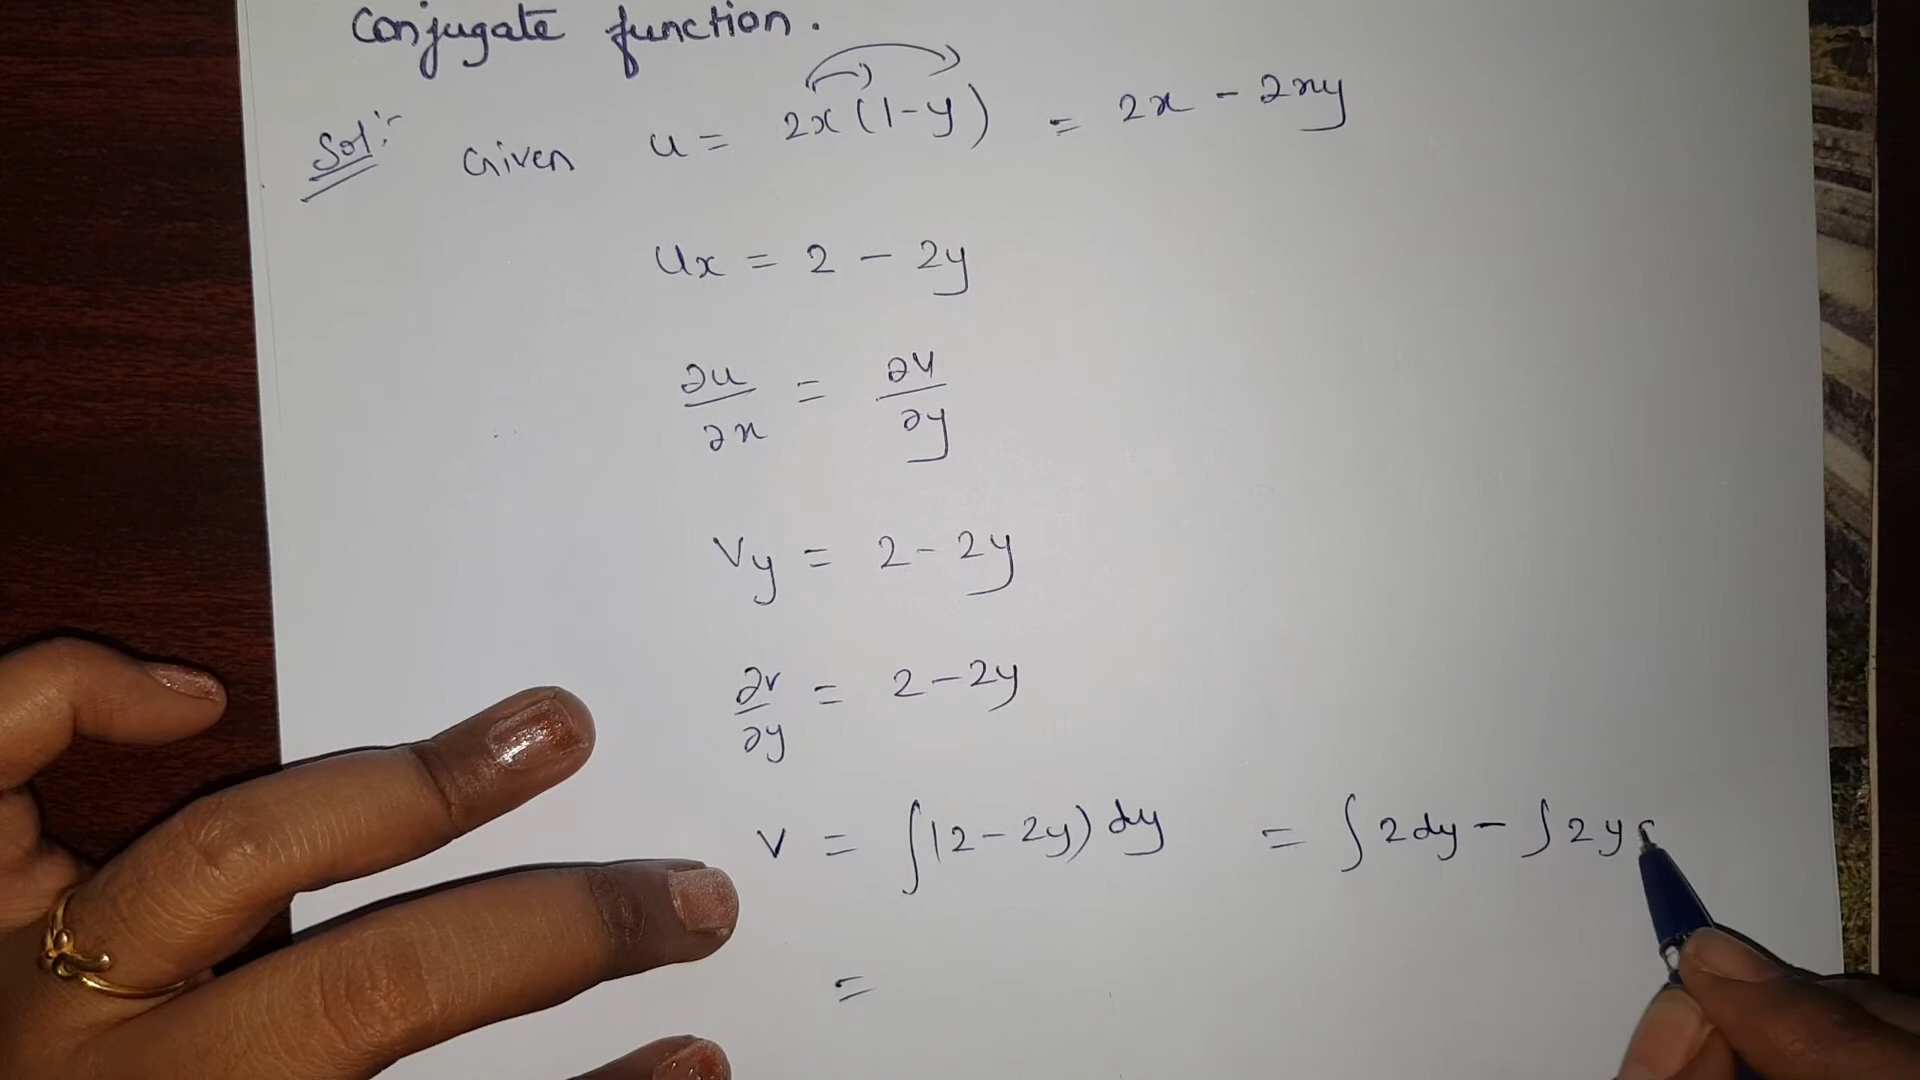 Conjugate function.
Sol:- Given u = 2x(1-y) = 2x - 2xy
Ux = 2 - 2y
∂u/∂x = ∂v/∂y
Vy = 2-2y
∂v/∂y = 2-2y
V = ∫(2-2y) dy = ∫2dy - ∫2y
=